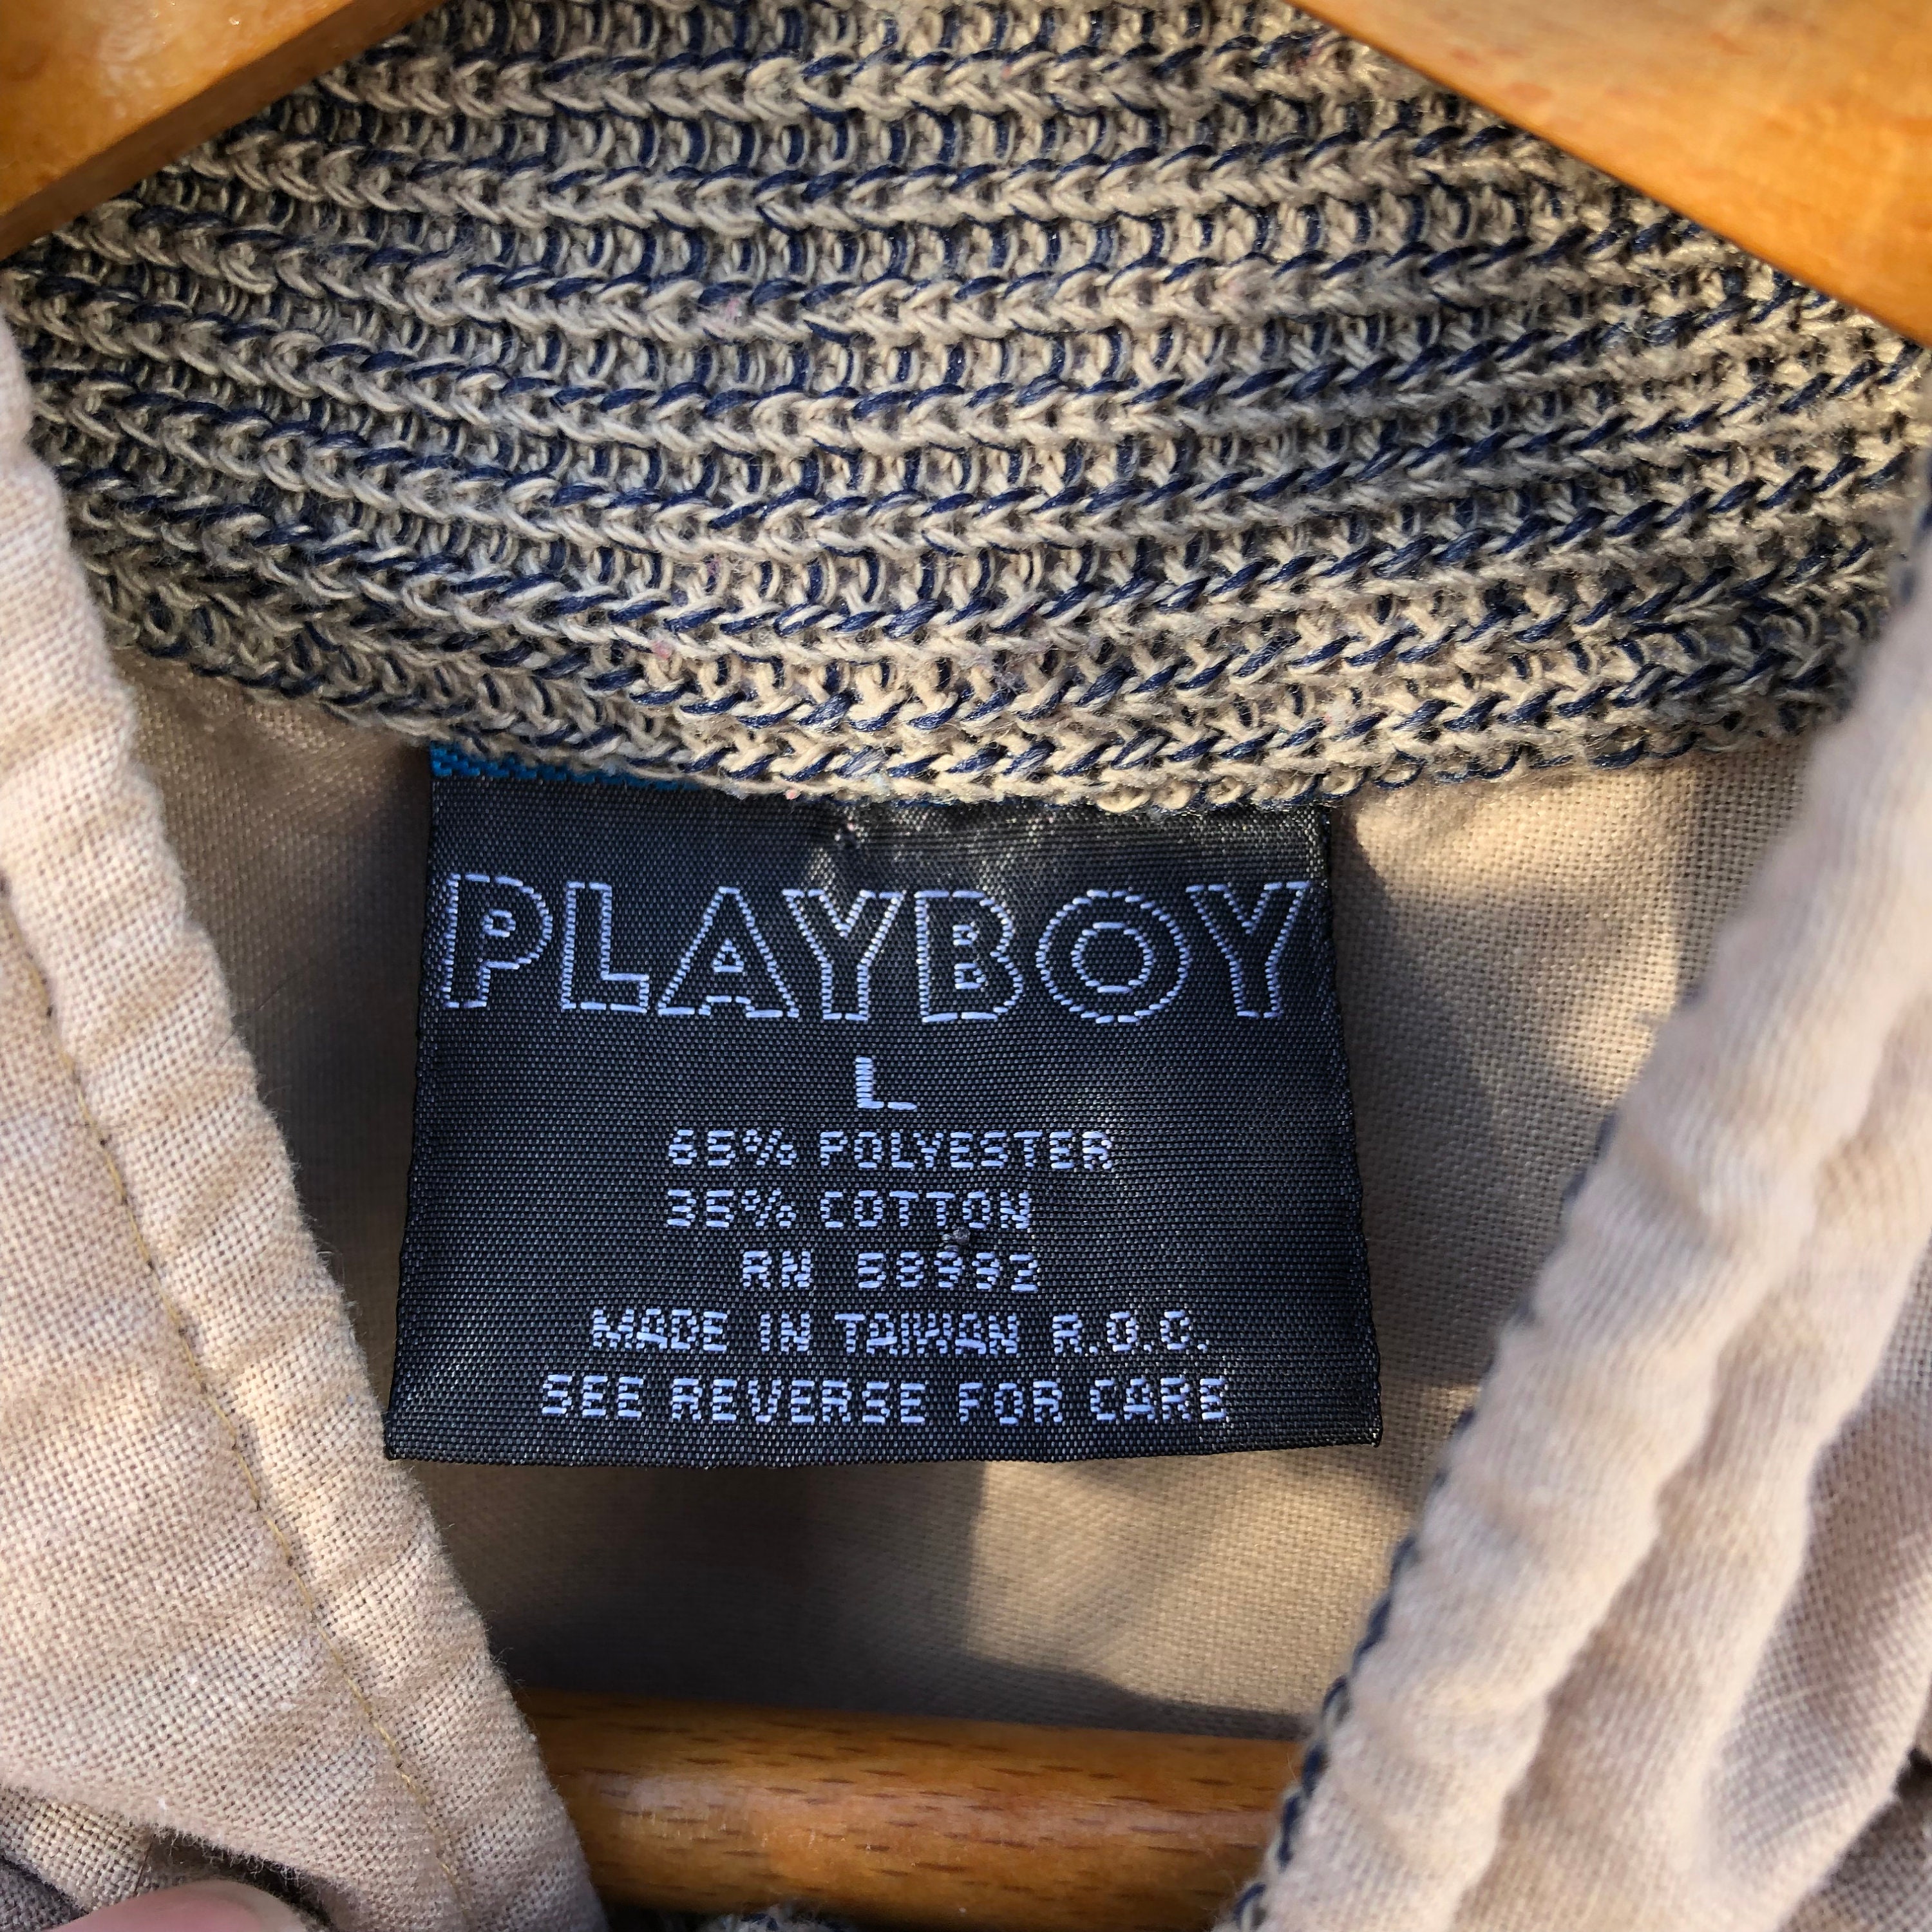 PLAYBOY
L
65% POLYESTER
35% COTTON
RN 58992
MADE IN TAIWAN R.O.C.
SEE REVERSE FOR CARE